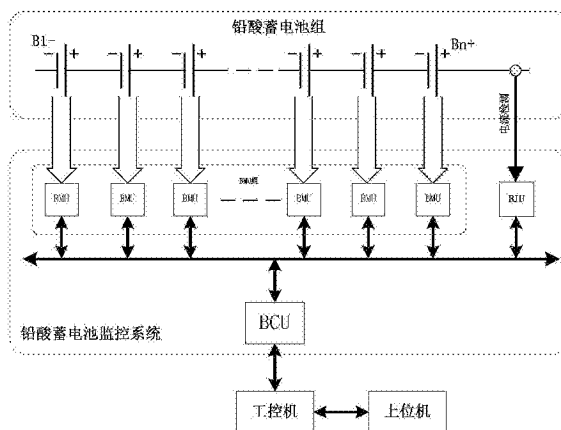 铅酸蓄电池组
B1-
Bn+
- + - + - + - + - + - +
电流检测
BMU BMU BMU BMU BMU BMU
铅酸蓄电池监控系统
BCU
工控机
上位机